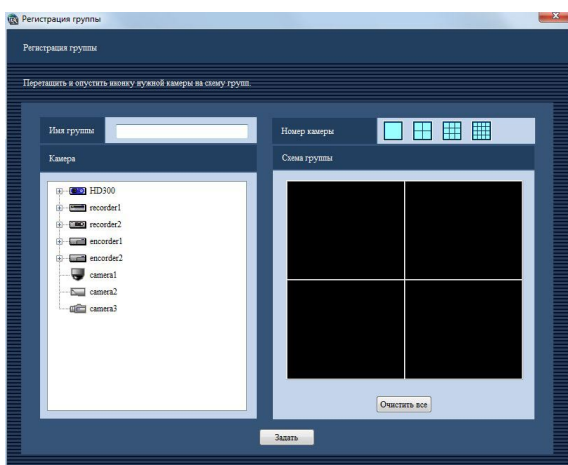 Регистрация группы
Регистрация группы
Перетащить и опустить иконку нужной камеры на схему групп.
Имя группы
Номер камеры
Камера
Схема группы
HD300
recorder1
recorder2
encorder1
encorder2
camera1
camera2
camera3
Очистить все
Задать